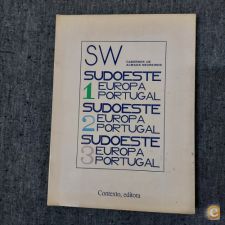 SW
CADERNOS DE
ALMADA NEGREIROS
SUDOESTE
1 EUROPA
PORTUGAL
SUDOESTE
2 EUROPA
PORTUGAL
SUDOESTE
3 EUROPA
PORTUGAL
Contexto, editora